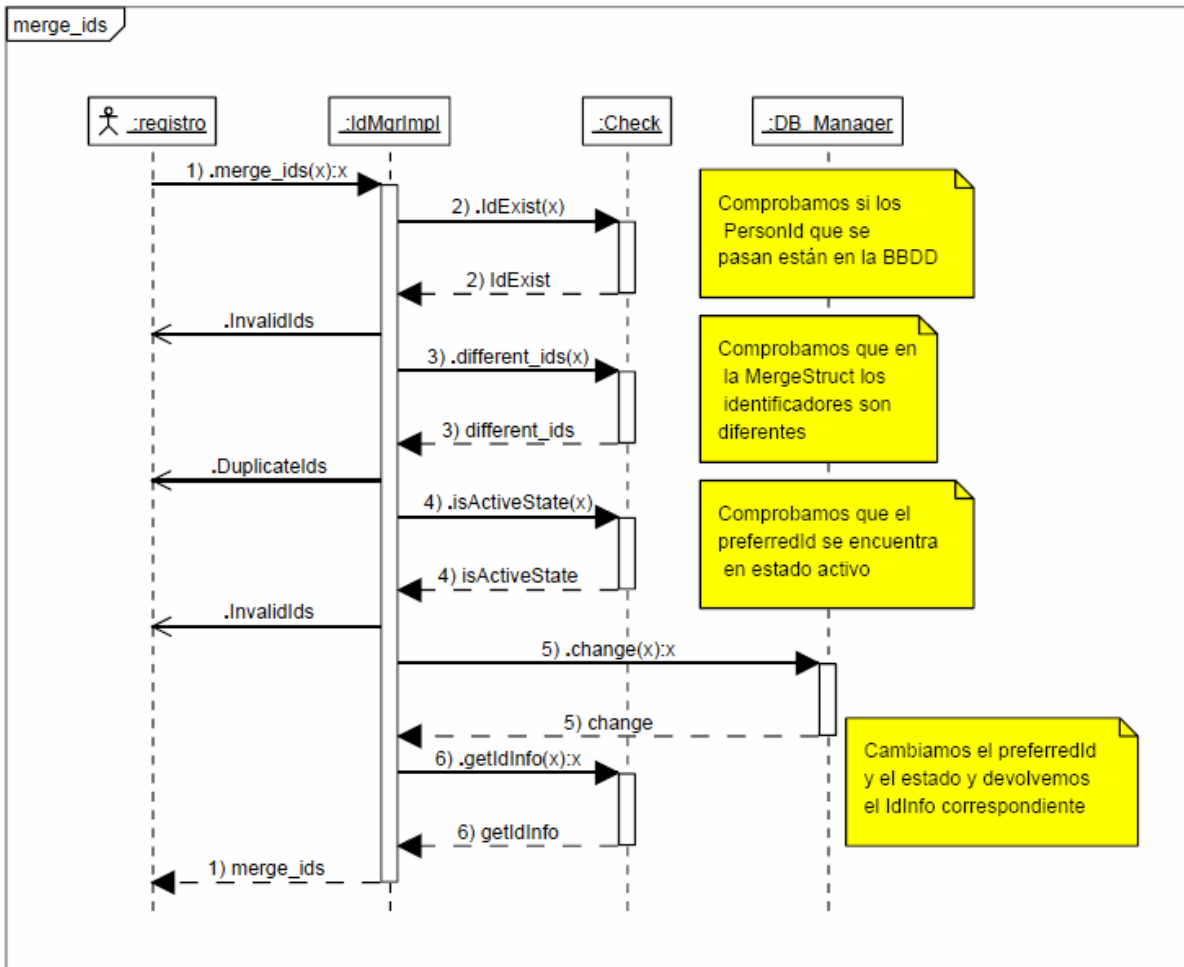 merge_ids
:registro
:IdMgrImpl
:Check
:DB_Manager
1) .merge_ids(x):x
2) .IdExist(x)
Comprobamos si los
PersonId que se
pasan están en la BBDD
2) IdExist
.InvalidIds
3) .different_ids(x)
Comprobamos que en
la MergeStruct los
identificadores son
diferentes
3) different_ids
.DuplicateIds
4) .isActiveState(x)
Comprobamos que el
preferredId se encuentra
en estado activo
4) isActiveState
.InvalidIds
5) .change(x):x
5) change
6) .getIdInfo(x):x
Cambiamos el preferredId
y el estado y devolvemos
el IdInfo correspondiente
6) getIdInfo
1) merge_ids